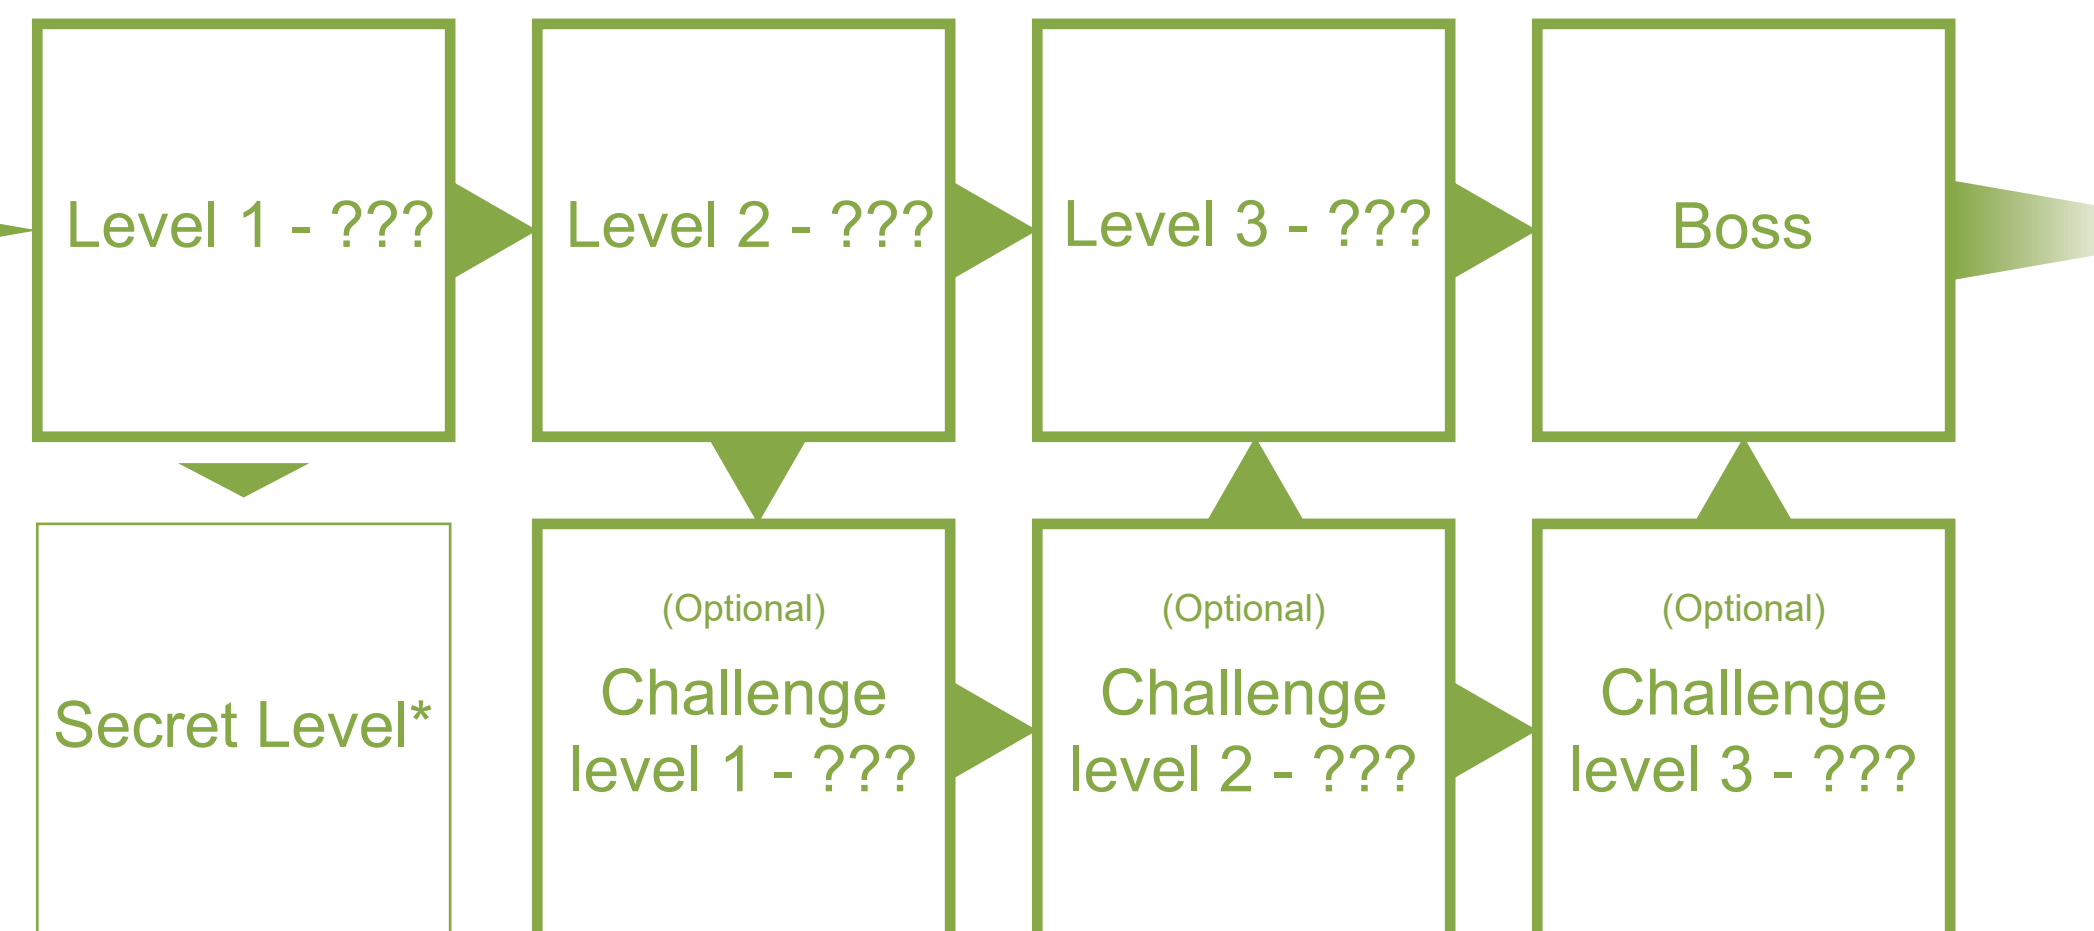 Level 1 - ???
Level 2 - ???
Level 3 - ???
Boss
Secret Level*
(Optional)
Challenge
level 1 - ???
(Optional)
Challenge
level 2 - ???
(Optional)
Challenge
level 3 - ???